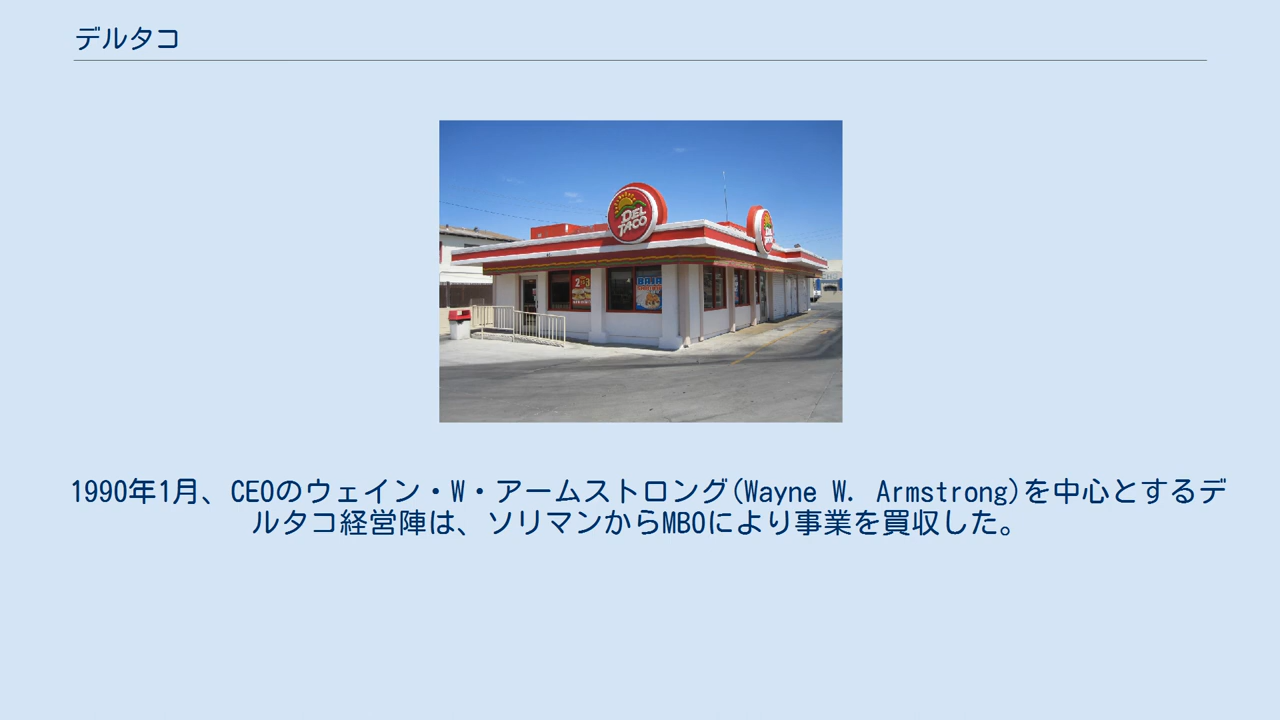 デルタコ
DEL
TACO
1990年1月、CEOのウェイン・W・アームストロング(Wayne W. Armstrong)を中心とするデ
ルタコ経営陣は、ソリマンからMBOにより事業を買収した。